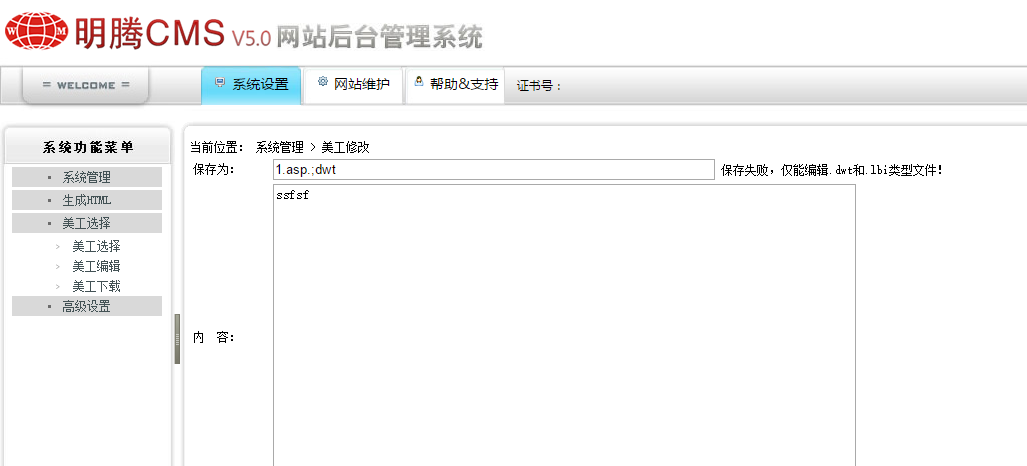 W M 明腾CMS V5.0 网站后台管理系统
= WELCOME = 系统设置 网站维护 帮助&支持 证书号：
系统功能菜单
系统管理
生成HTML
美工选择
美工选择
美工编辑
美工下载
高级设置
当前位置： 系统管理 > 美工修改
保存为： 1.asp.;dwt 保存失败，仅能编辑.dwt和.lbi类型文件！
ssfsf
内 容：